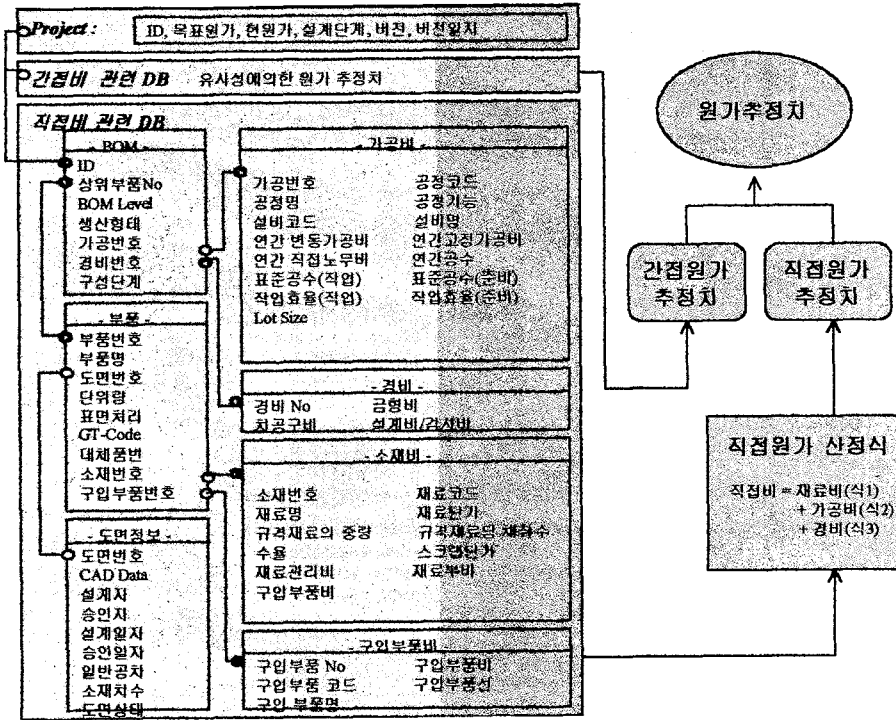 Project : ID, 목표원가, 현원가, 설계단계, 버전, 버전일자
간접비 관련 DB 유사성에의한 원가 추정치
직접비 관련 DB
- BOM -
ID
상위부품No
BOM Level
생산형태
가공번호
경비번호
구성단계
- 부품 -
부품번호
부품명
도면번호
단위량
표면처리
GT-Code
대체품번
소재번호
구입부품번호
- 도면정보 -
도면번호
CAD Data
설계자
승인자
설계일자
승인일자
일반공차
소재치수
도면상태
- 가공비 -
가공번호 공정코드
공정명 공정기능
설비코드 설비명
연간 변동가공비 연간고정가공비
연간 직접노무비 연간공수
표준공수(작업) 표준공수(준비)
작업효율(작업) 작업효율(준비)
Lot Size
- 경비 -
경비 No 금형비
치공구비 설계비/검사비
- 소재비 -
소재번호 재료코드
재료명 재료단가
규격재료의 중량 규격재료당 채취수
수율 스크랩단가
재료관리비 재료부비
구입부품비
- 구입부품비 -
구입부품 No 구입부품비
구입부품 코드 구입부품선
구입 부품명
원가추정치
간접원가
추정치
직접원가
추정치
직접원가 산정식
직접비 = 재료비(식1)
+ 가공비(식2)
+ 경비(식3)